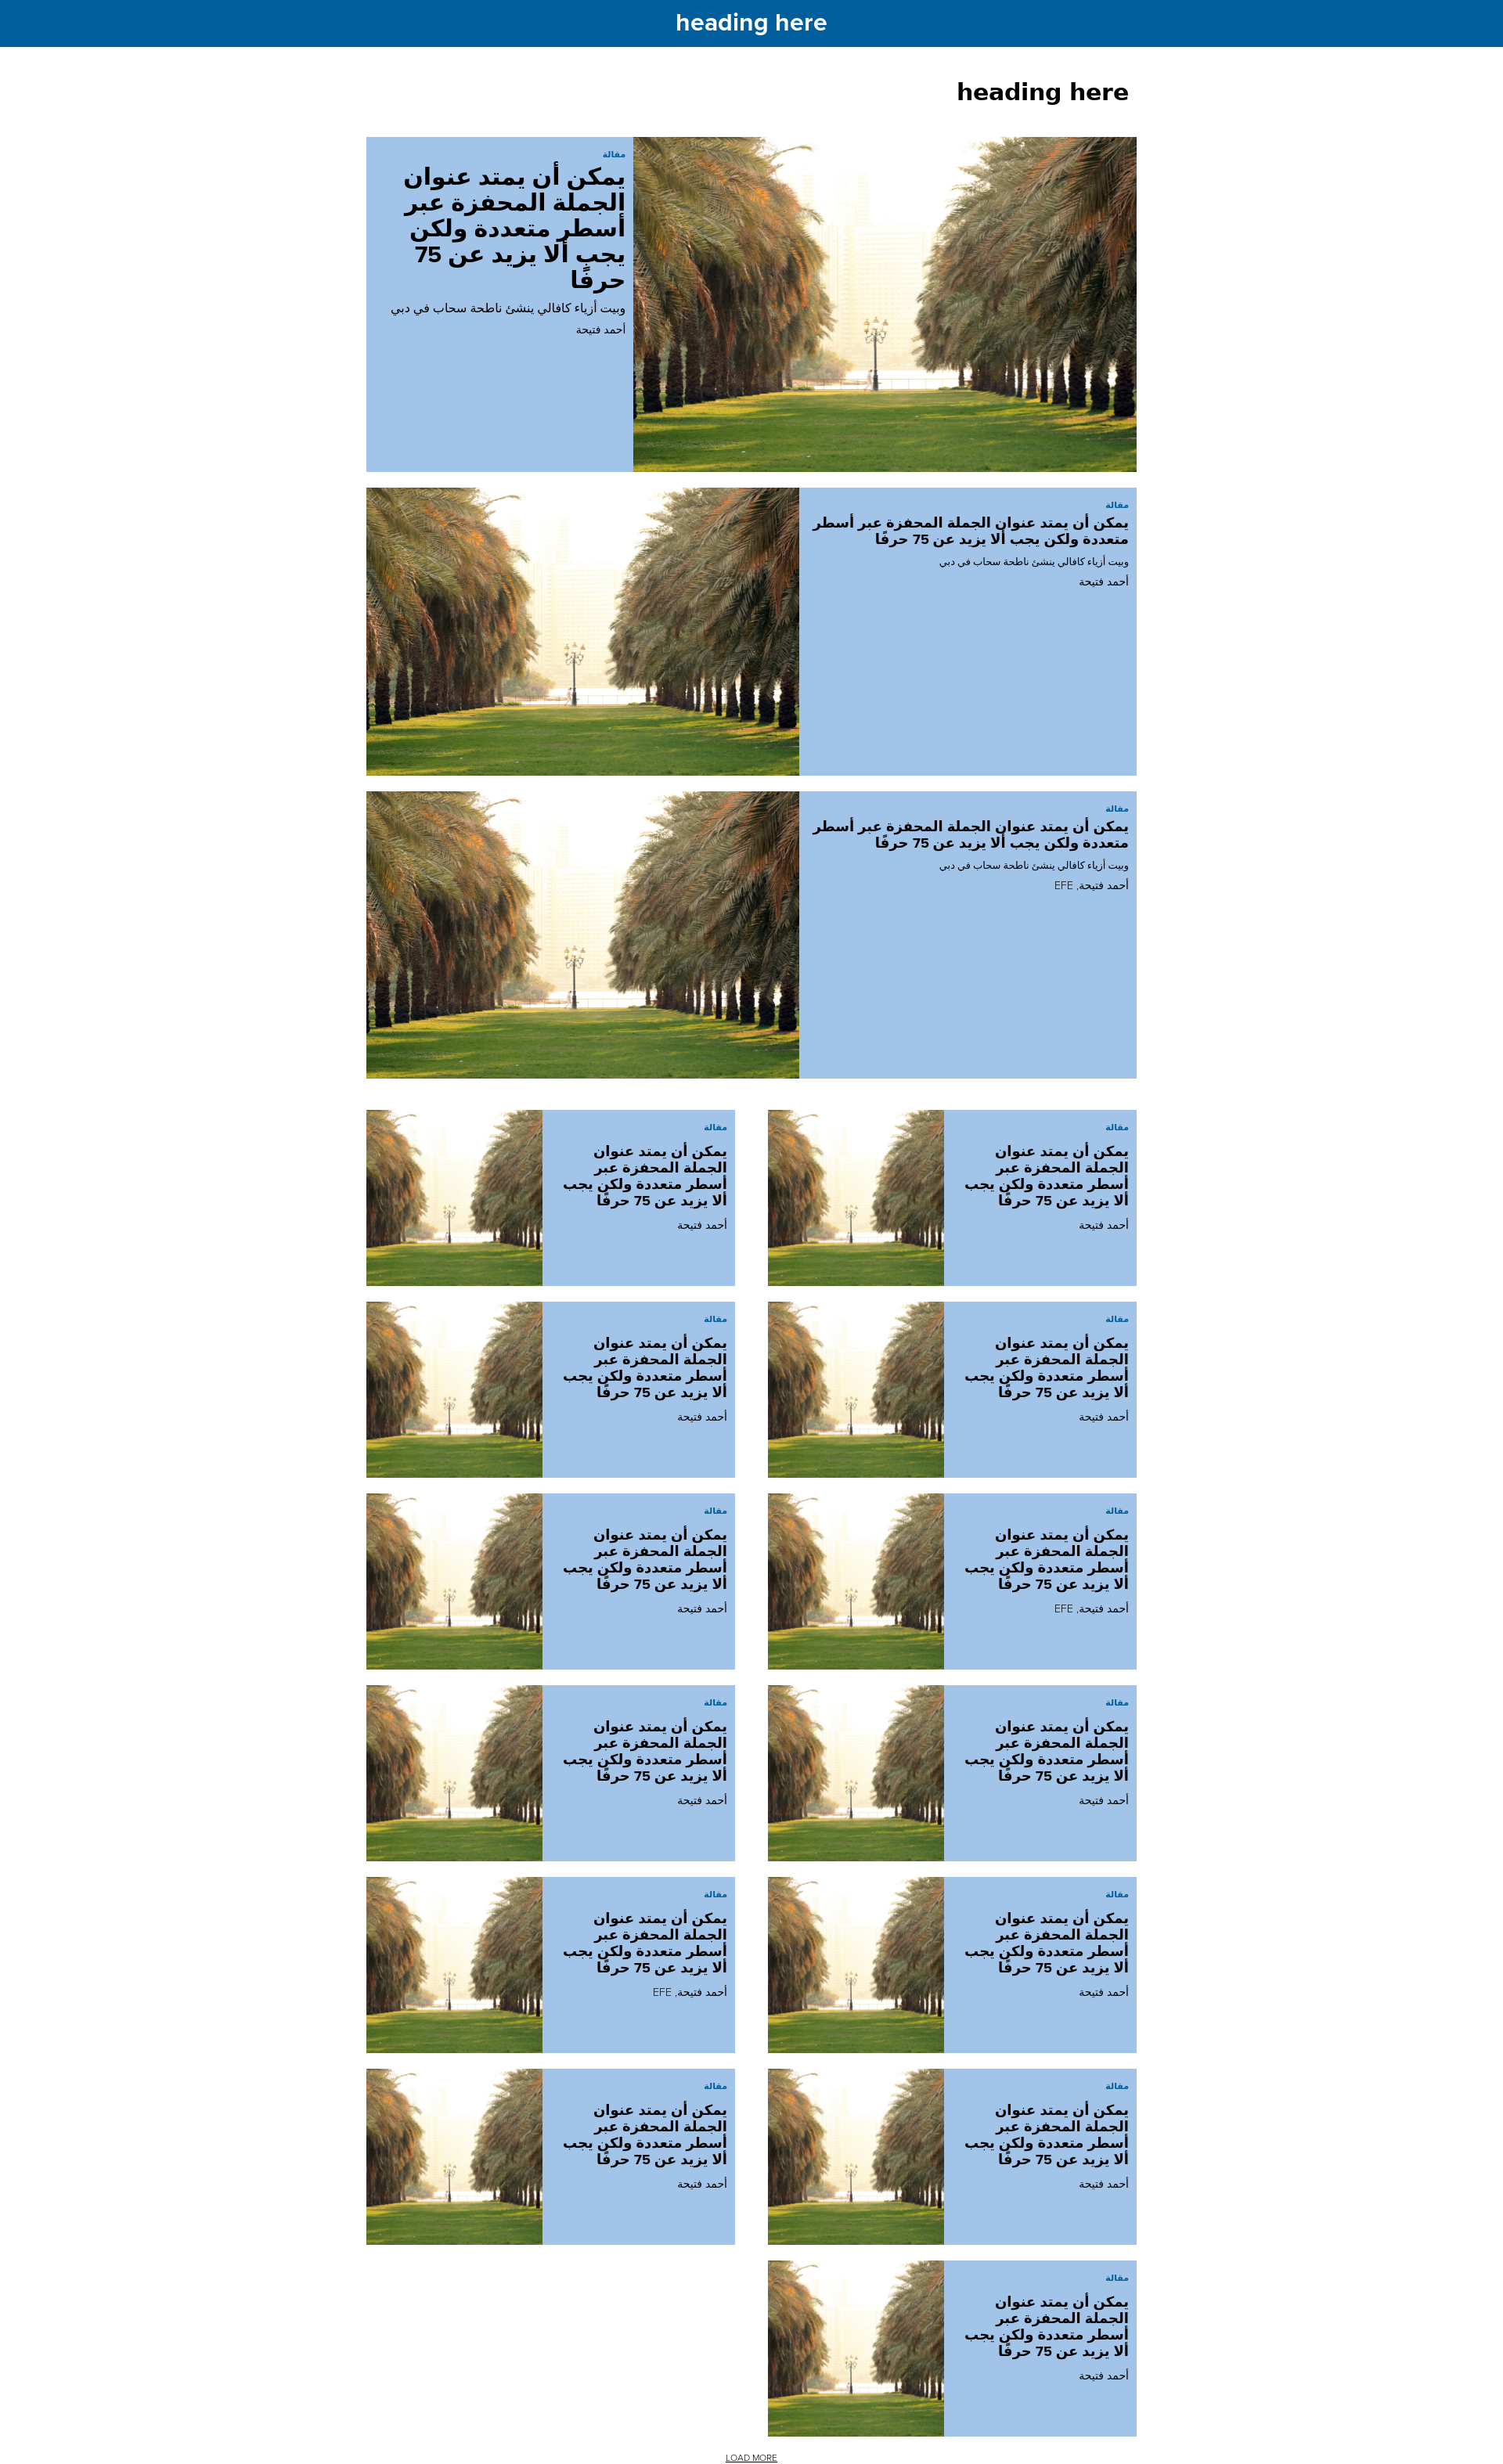 heading here
heading here
مقالة
يمكن أن يمتد عنوان
الجملة المحفزة عبر
أسطر متعددة ولكن
يجب ألا يزيد عن 75
حرفًا
وبيت أزياء كافالي ينشئ ناطحة سحاب في دبي
أحمد فتيحة
مقالة
يمكن أن يمتد عنوان الجملة المحفزة عبر أسطر
متعددة ولكن يجب ألا يزيد عن 75 حرفًا
وبيت أزياء كافالي ينشئ ناطحة سحاب في دبي
أحمد فتيحة
مقالة
يمكن أن يمتد عنوان الجملة المحفزة عبر أسطر
متعددة ولكن يجب ألا يزيد عن 75 حرفًا
وبيت أزياء كافالي ينشئ ناطحة سحاب في دبي
أحمد فتيحة, EFE
مقالة
يمكن أن يمتد عنوان
الجملة المحفزة عبر
أسطر متعددة ولكن يجب
ألا يزيد عن 75 حرفًا
أحمد فتيحة
مقالة
يمكن أن يمتد عنوان
الجملة المحفزة عبر
أسطر متعددة ولكن يجب
ألا يزيد عن 75 حرفًا
أحمد فتيحة
مقالة
يمكن أن يمتد عنوان
الجملة المحفزة عبر
أسطر متعددة ولكن يجب
ألا يزيد عن 75 حرفًا
أحمد فتيحة
مقالة
يمكن أن يمتد عنوان
الجملة المحفزة عبر
أسطر متعددة ولكن يجب
ألا يزيد عن 75 حرفًا
أحمد فتيحة
مقالة
يمكن أن يمتد عنوان
الجملة المحفزة عبر
أسطر متعددة ولكن يجب
ألا يزيد عن 75 حرفًا
أحمد فتيحة, EFE
مقالة
يمكن أن يمتد عنوان
الجملة المحفزة عبر
أسطر متعددة ولكن يجب
ألا يزيد عن 75 حرفًا
أحمد فتيحة
مقالة
يمكن أن يمتد عنوان
الجملة المحفزة عبر
أسطر متعددة ولكن يجب
ألا يزيد عن 75 حرفًا
أحمد فتيحة
مقالة
يمكن أن يمتد عنوان
الجملة المحفزة عبر
أسطر متعددة ولكن يجب
ألا يزيد عن 75 حرفًا
أحمد فتيحة
مقالة
يمكن أن يمتد عنوان
الجملة المحفزة عبر
أسطر متعددة ولكن يجب
ألا يزيد عن 75 حرفًا
أحمد فتيحة
مقالة
يمكن أن يمتد عنوان
الجملة المحفزة عبر
أسطر متعددة ولكن يجب
ألا يزيد عن 75 حرفًا
أحمد فتيحة, EFE
مقالة
يمكن أن يمتد عنوان
الجملة المحفزة عبر
أسطر متعددة ولكن يجب
ألا يزيد عن 75 حرفًا
أحمد فتيحة
مقالة
يمكن أن يمتد عنوان
الجملة المحفزة عبر
أسطر متعددة ولكن يجب
ألا يزيد عن 75 حرفًا
أحمد فتيحة
مقالة
يمكن أن يمتد عنوان
الجملة المحفزة عبر
أسطر متعددة ولكن يجب
ألا يزيد عن 75 حرفًا
أحمد فتيحة
LOAD MORE